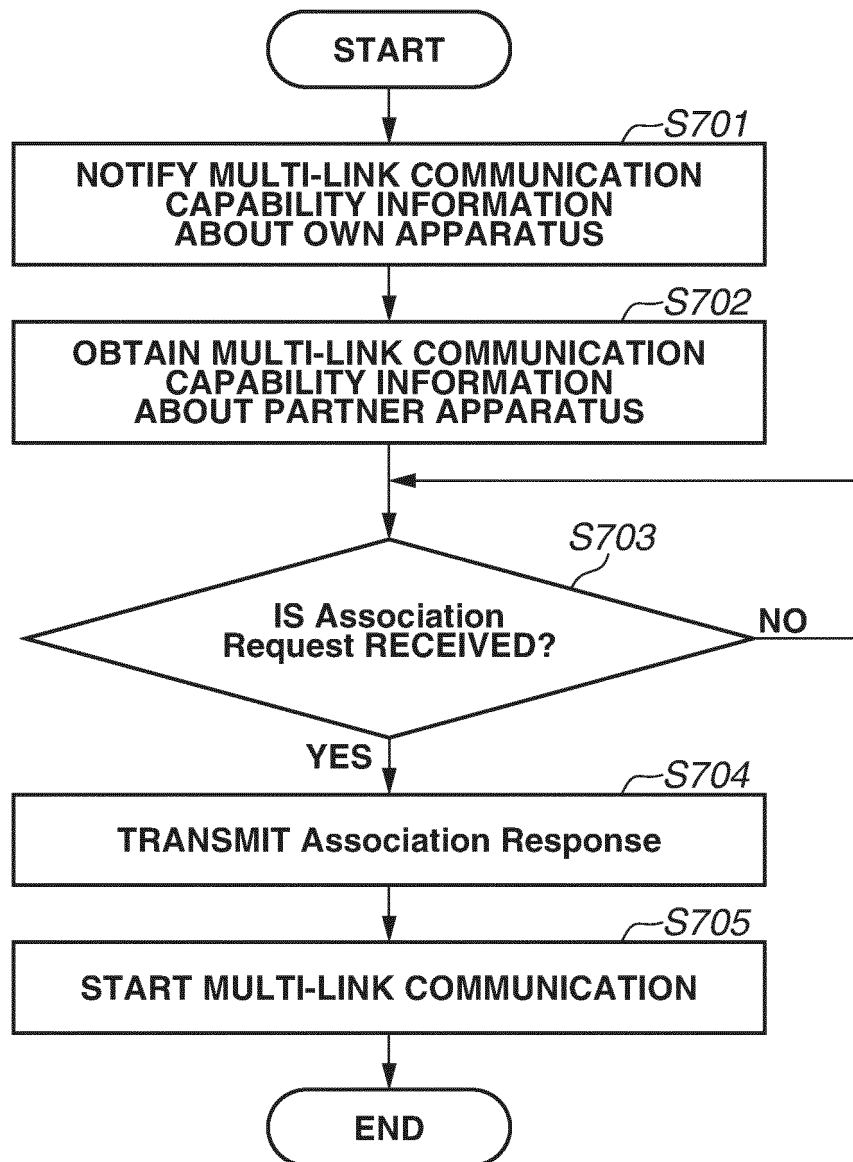 START
S701
NOTIFY MULTI-LINK COMMUNICATION
CAPABILITY INFORMATION
ABOUT OWN APPARATUS
S702
OBTAIN MULTI-LINK COMMUNICATION
CAPABILITY INFORMATION
ABOUT PARTNER APPARATUS
S703
IS Association
Request RECEIVED?
NO
YES
S704
TRANSMIT Association Response
S705
START MULTI-LINK COMMUNICATION
END